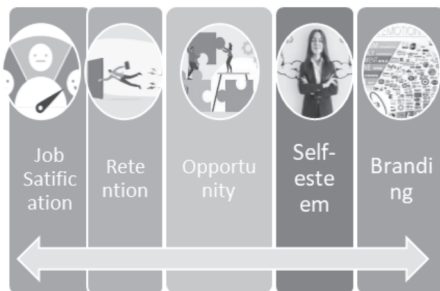 Job
Satific
ation
Rete
ntion
Opportu
nity
Self-
este
em
Brandi
ng